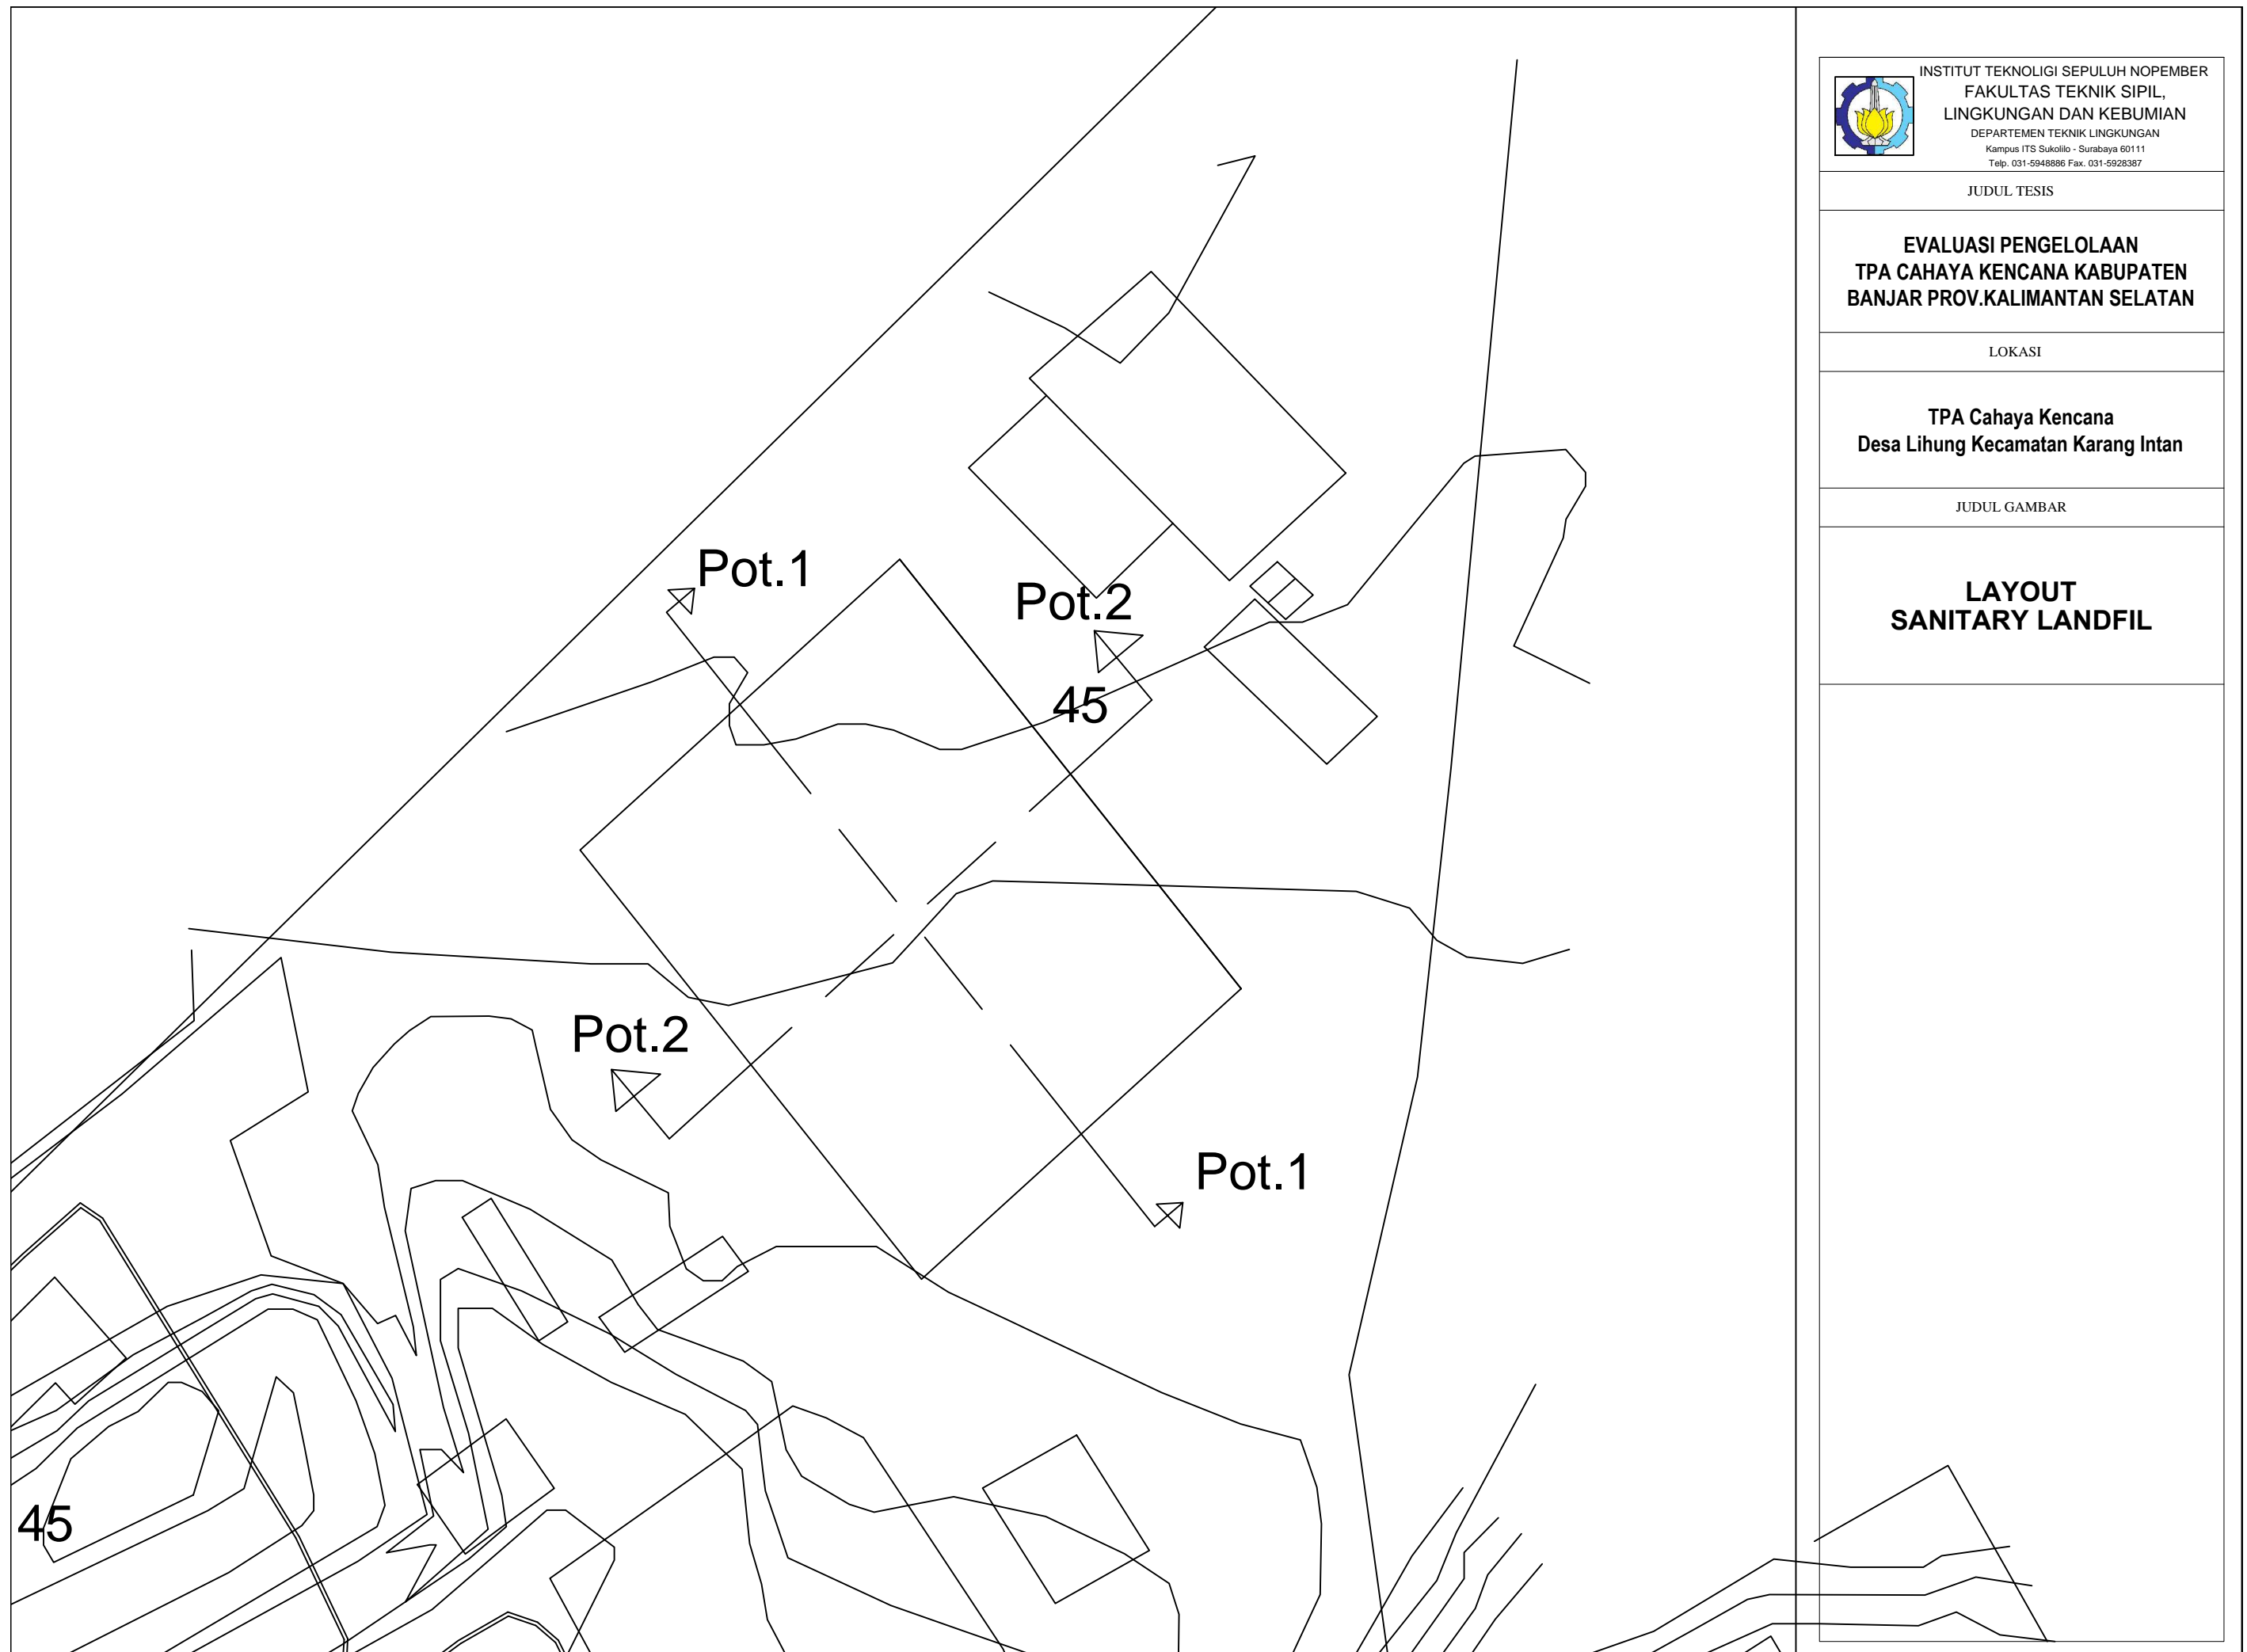 INSTITUT TEKNOLIGI SEPULUH NOPEMBER
FAKULTAS TEKNIK SIPIL,
LINGKUNGAN DAN KEBUMIAN
DEPARTEMEN TEKNIK LINGKUNGAN
Kampus ITS Sukolilo - Surabaya 60111
Telp. 031-5948886 Fax. 031-5928387
JUDUL TESIS
EVALUASI PENGELOLAAN
TPA CAHAYA KENCANA KABUPATEN
BANJAR PROV.KALIMANTAN SELATAN
LOKASI
TPA Cahaya Kencana
Desa Lihung Kecamatan Karang Intan
JUDUL GAMBAR
LAYOUT
SANITARY LANDFIL
Pot.1
Pot.2
45
Pot.2
Pot.1
45